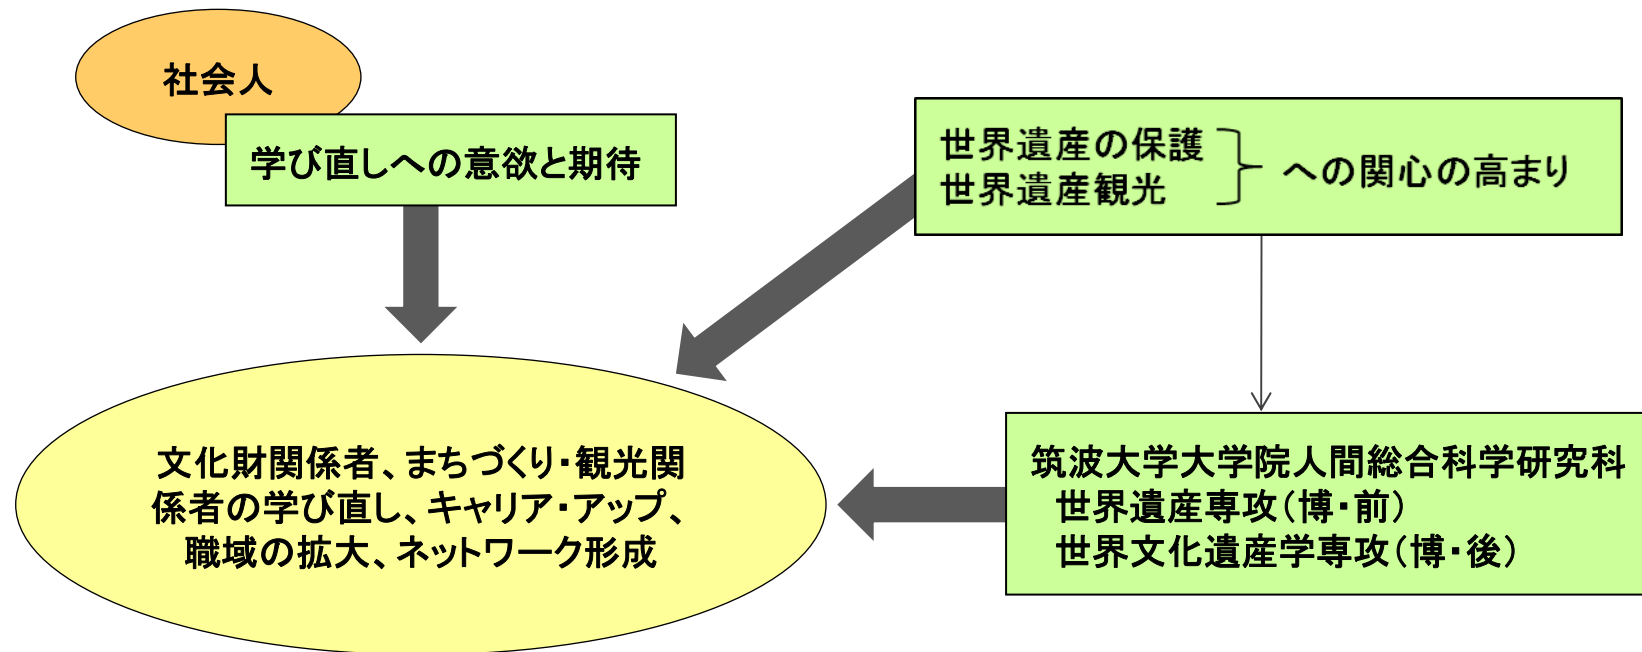 社会人
学び直しへの意欲と期待
世界遺産の保護
世界遺産観光
への関心の高まり
文化財関係者、まちづくり・観光関
係者の学び直し、キャリア・アップ、
職域の拡大、ネットワーク形成
筑波大学大学院人間総合科学研究科
世界遺産専攻(博・前)
世界文化遺産学専攻(博・後)